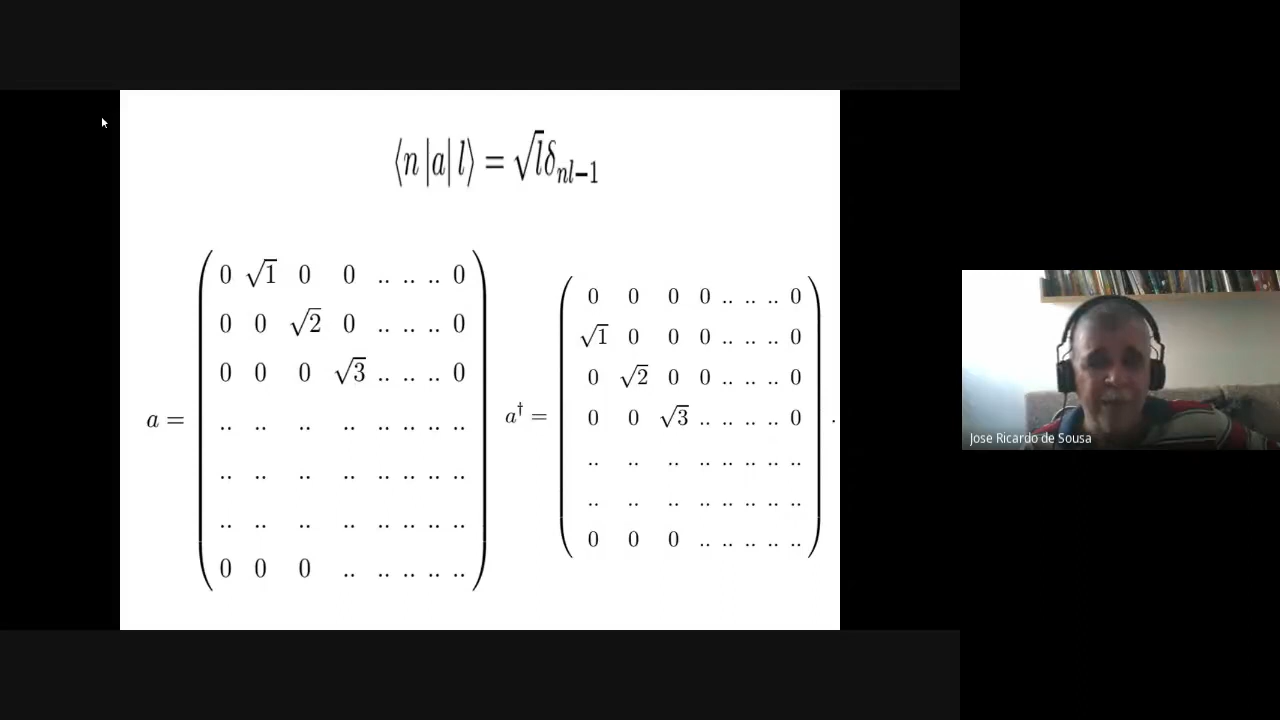 ⟨n|a|l⟩ = √l δ_{nl−1}
a =
0 √1 0 0 .. .. .. 0
0 0 √2 0 .. .. .. 0
0 0 0 √3 .. .. .. 0
.. .. .. .. .. .. .. ..
.. .. .. .. .. .. .. ..
.. .. .. .. .. .. .. ..
0 0 0 .. .. .. .. ..
a† =
0 0 0 0 .. .. .. 0
√1 0 0 0 .. .. .. 0
0 √2 0 0 .. .. .. 0
0 0 √3 .. .. .. .. 0
.. .. .. .. .. .. .. ..
.. .. .. .. .. .. .. ..
0 0 0 .. .. .. .. ..
.
Jose Ricardo de Sousa